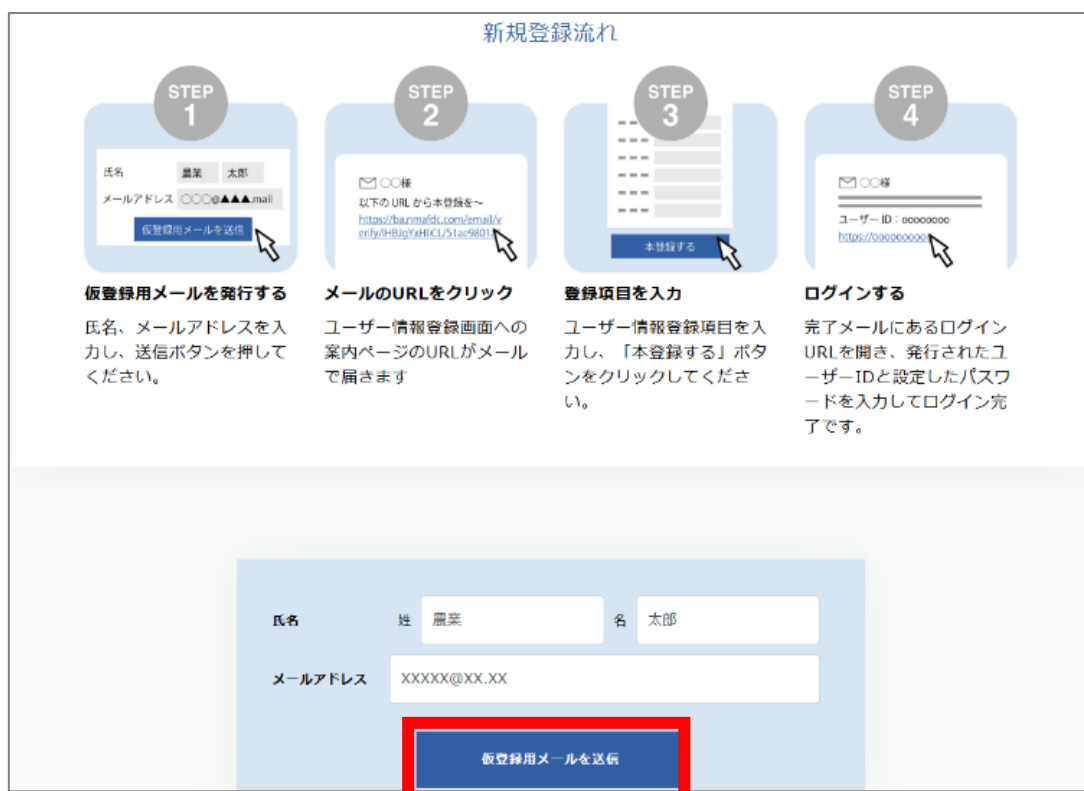 新規登録流れ
STEP
1
氏名 農業 太郎
メールアドレス 〇〇〇@▲▲▲.mail
仮登録用メールを送信
仮登録用メールを発行する
氏名、メールアドレスを入
力し、送信ボタンを押して
ください。
STEP
2
〇〇様
以下の URL から本登録を～
https://ba.nmafdc.com/email/v
メールのURLをクリック
ユーザー情報登録画面への
案内ページのURLがメール
で届きます
STEP
3
本登録する
登録項目を入力
ユーザー情報登録項目を入
力し、「本登録する」ボタ
ンをクリックしてくださ
い。
STEP
4
〇〇様
ユーザー ID：oooooooo
ログインする
完了メールにあるログイン
URLを開き、発行されたユ
ーザーIDと設定したパスワ
ードを入力してログイン完
了です。
氏名 姓 農業 名 太郎
メールアドレス XXXXX@XX.XX
仮登録用メールを送信